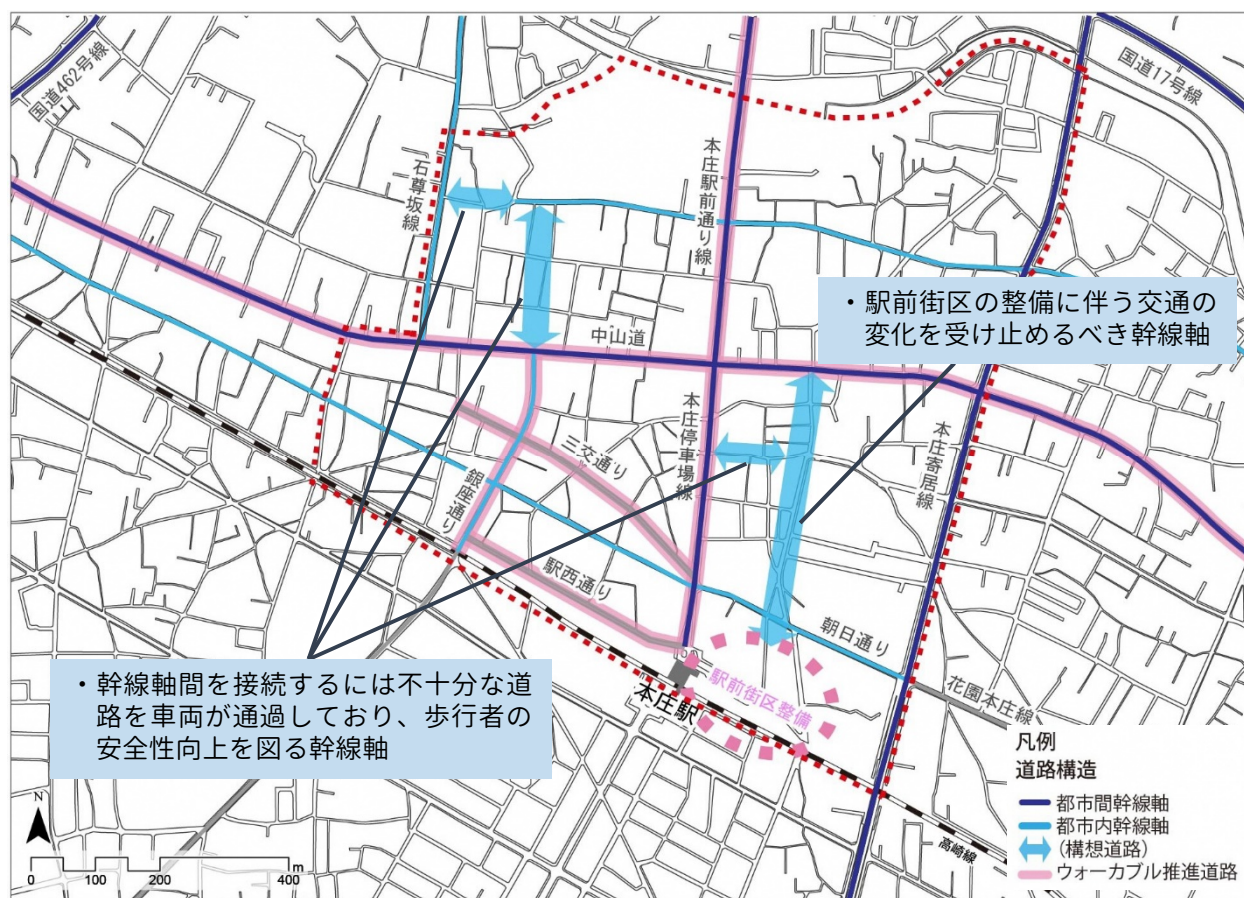 国道462号線
国道17号線
石尊坂線
本庄駅前通り線
・駅前街区の整備に伴う交通の
変化を受け止めるべき幹線軸
中山道
本庄停車場線
三交通り
本庄寄居線
銀座通り
駅西通り
朝日通り
・幹線軸間を接続するには不十分な道
路を車両が通過しており、歩行者の
安全性向上を図る幹線軸
本庄駅
駅前街区整備
花園本庄線
高崎線
凡例
道路構造
都市間幹線軸
都市内幹線軸
(構想道路)
ウォーカブル推進道路
N
m
0 100 200 400